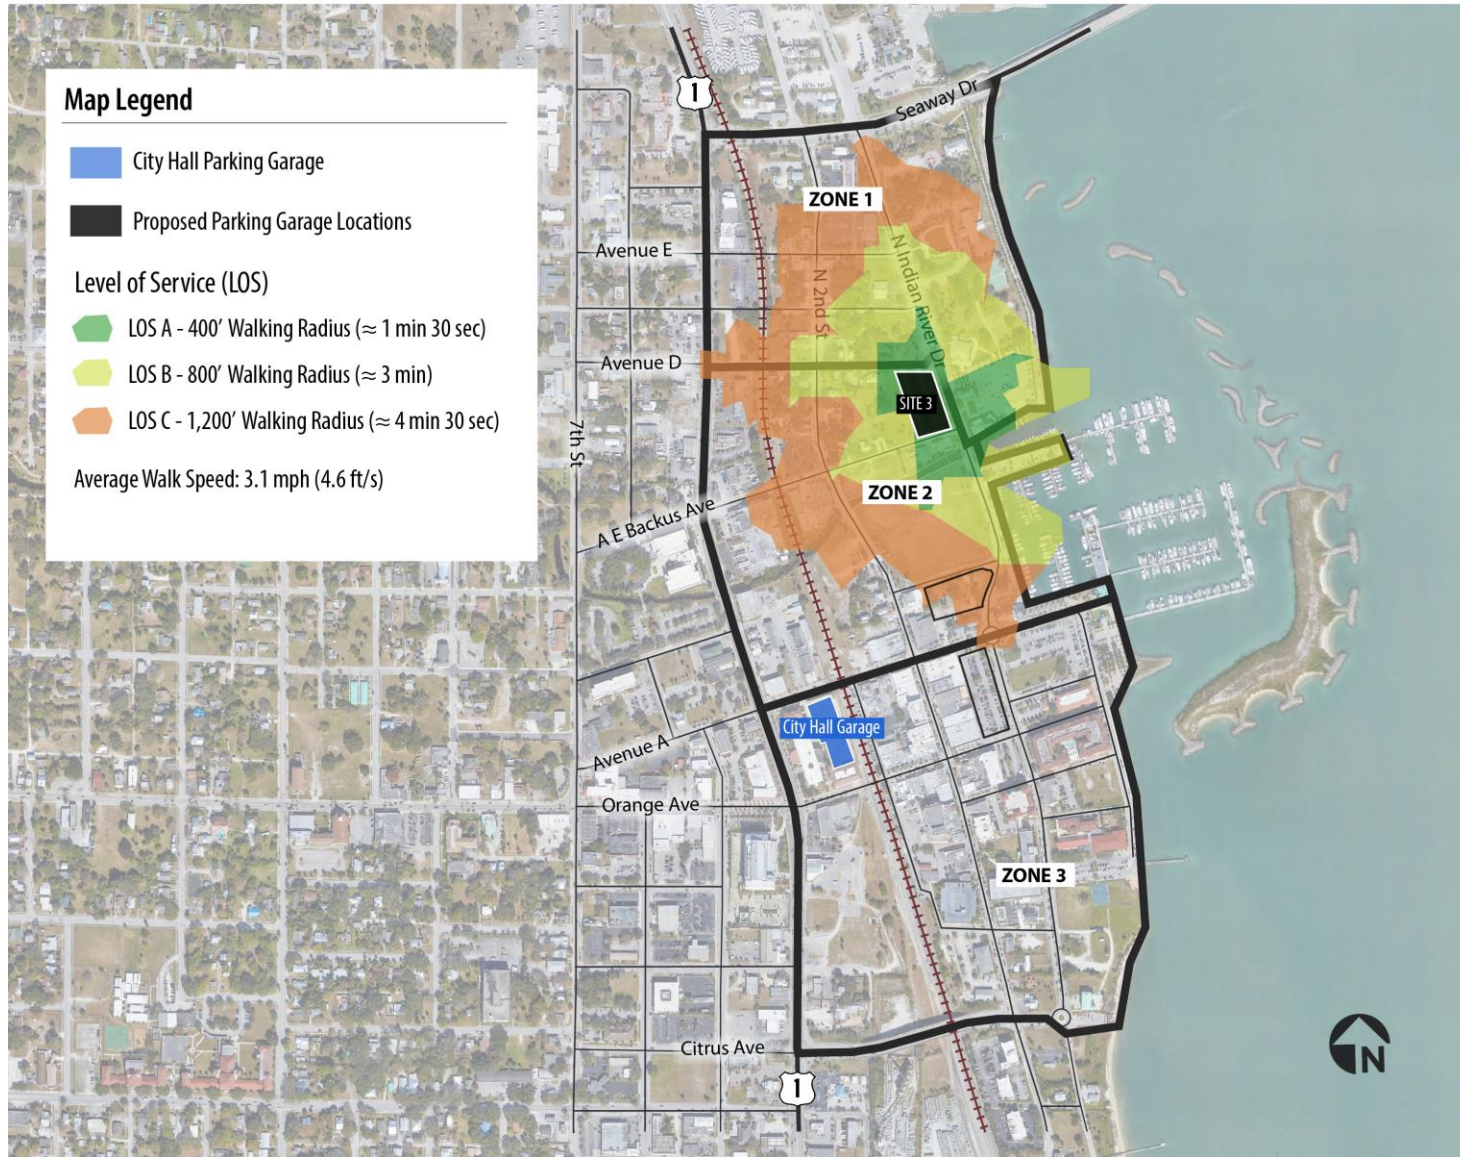 Map Legend
City Hall Parking Garage
Proposed Parking Garage Locations
Level of Service (LOS)
LOS A - 400' Walking Radius (≈ 1 min 30 sec)
LOS B - 800' Walking Radius (≈ 3 min)
LOS C - 1,200' Walking Radius (≈ 4 min 30 sec)
Average Walk Speed: 3.1 mph (4.6 ft/s)
1
Seaway Dr
ZONE 1
Avenue E
N Indian River Dr
N 2nd St
Avenue D
SITE 3
7th St
ZONE 2
A E Backus Ave
City Hall Garage
Avenue A
Orange Ave
ZONE 3
Citrus Ave
1
N